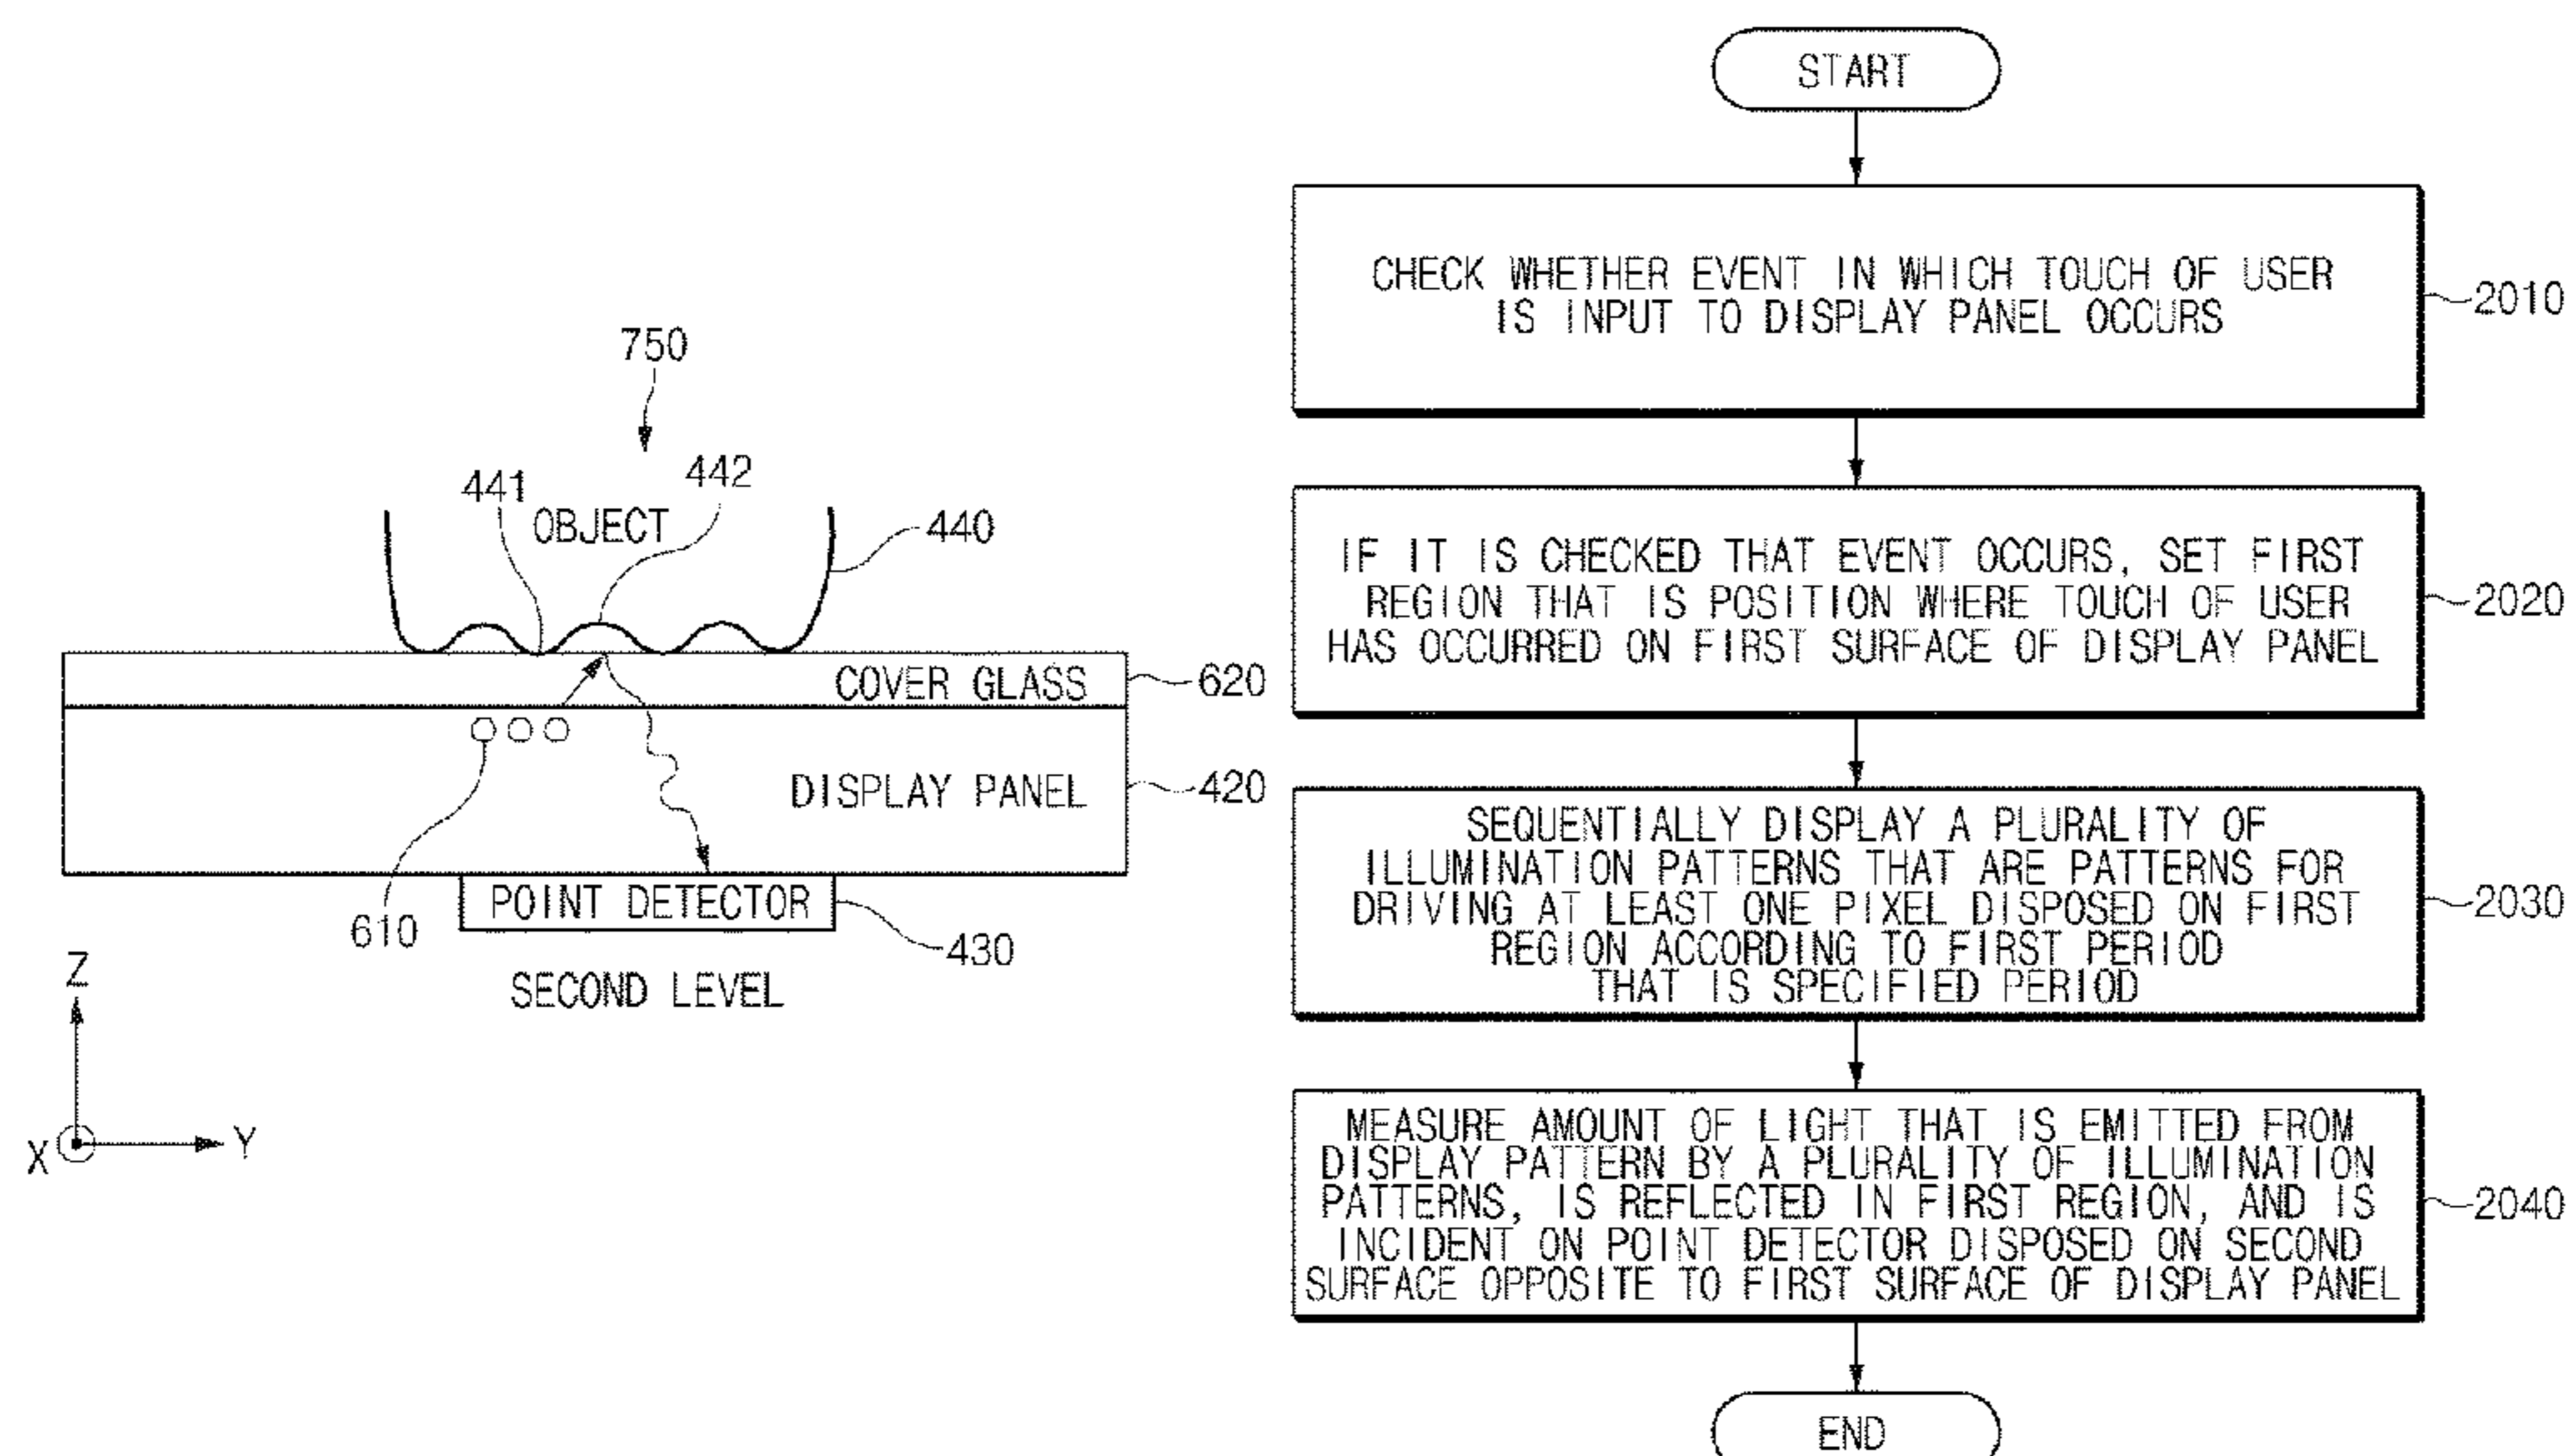 750
441
442
OBJECT
440
COVER GLASS
620
DISPLAY PANEL
420
610
POINT DETECTOR
430
SECOND LEVEL
Z
X
Y
START
CHECK WHETHER EVENT IN WHICH TOUCH OF USER
IS INPUT TO DISPLAY PANEL OCCURS
2010
IF IT IS CHECKED THAT EVENT OCCURS, SET FIRST
REGION THAT IS POSITION WHERE TOUCH OF USER
HAS OCCURRED ON FIRST SURFACE OF DISPLAY PANEL
2020
SEQUENTIALLY DISPLAY A PLURALITY OF
ILLUMINATION PATTERNS THAT ARE PATTERNS FOR
DRIVING AT LEAST ONE PIXEL DISPOSED ON FIRST
REGION ACCORDING TO FIRST PERIOD
THAT IS SPECIFIED PERIOD
2030
MEASURE AMOUNT OF LIGHT THAT IS EMITTED FROM
DISPLAY PATTERN BY A PLURALITY OF ILLUMINATION
PATTERNS, IS REFLECTED IN FIRST REGION, AND IS
INCIDENT ON POINT DETECTOR DISPOSED ON SECOND
SURFACE OPPOSITE TO FIRST SURFACE OF DISPLAY PANEL
2040
END